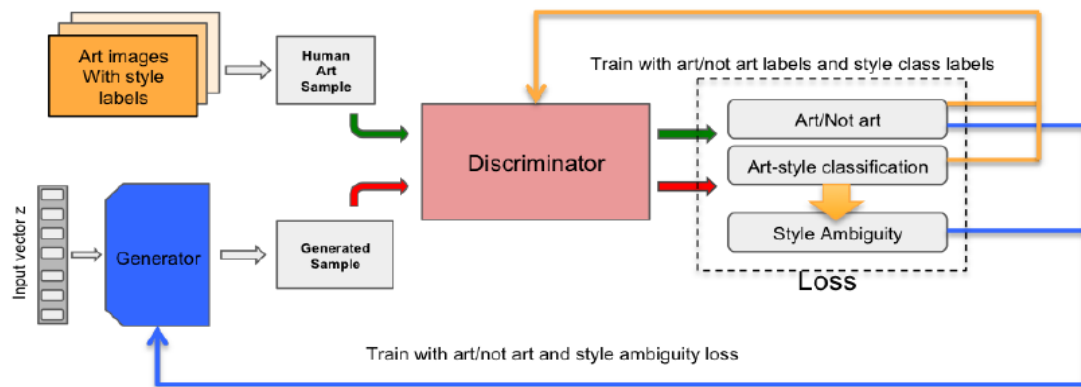 Art images
With style
labels
Human
Art
Sample
Train with art/not art labels and style class labels
Discriminator
Art/Not art
Art-style classification
Style Ambiguity
Loss
Input vector z
Generator
Generated
Sample
Train with art/not art and style ambiguity loss